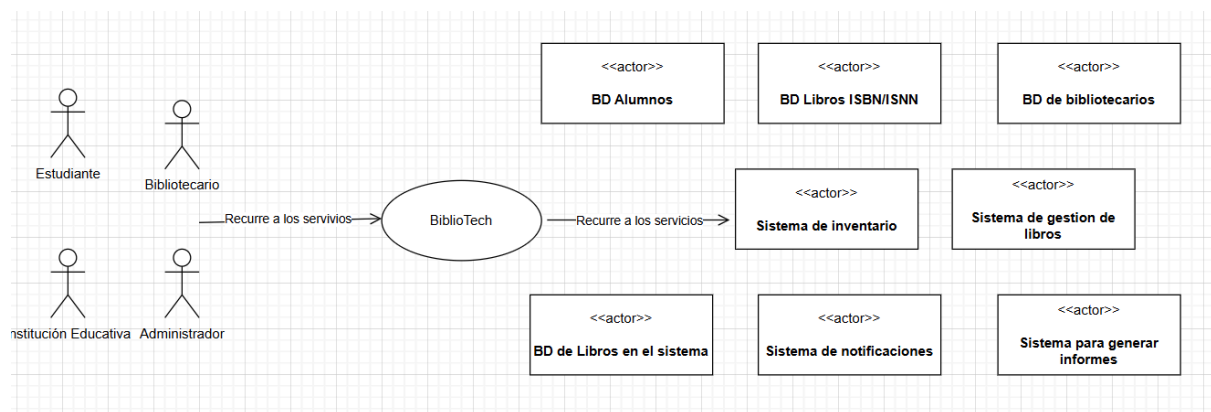 <<actor>>
BD Alumnos
<<actor>>
BD Libros ISBN/ISNN
<<actor>>
BD de bibliotecarios
Estudiante
Bibliotecario
Recurre a los servivios
BiblioTech
Recurre a los servicios
<<actor>>
Sistema de inventario
<<actor>>
Sistema de gestion de
libros
nstitución Educativa
Administrador
<<actor>>
BD de Libros en el sistema
<<actor>>
Sistema de notificaciones
<<actor>>
Sistema para generar
informes